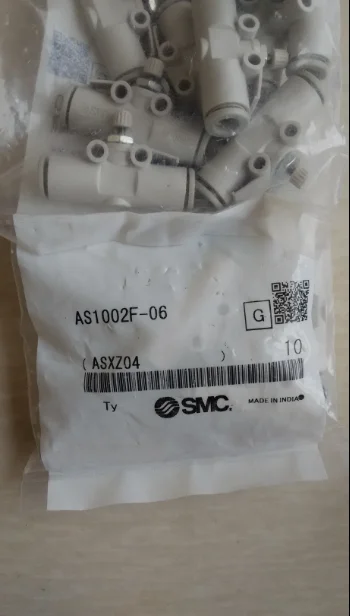 AS1002F-06
G
(ASXZ04 ) 10
Ty SMC. MADE IN INDIA